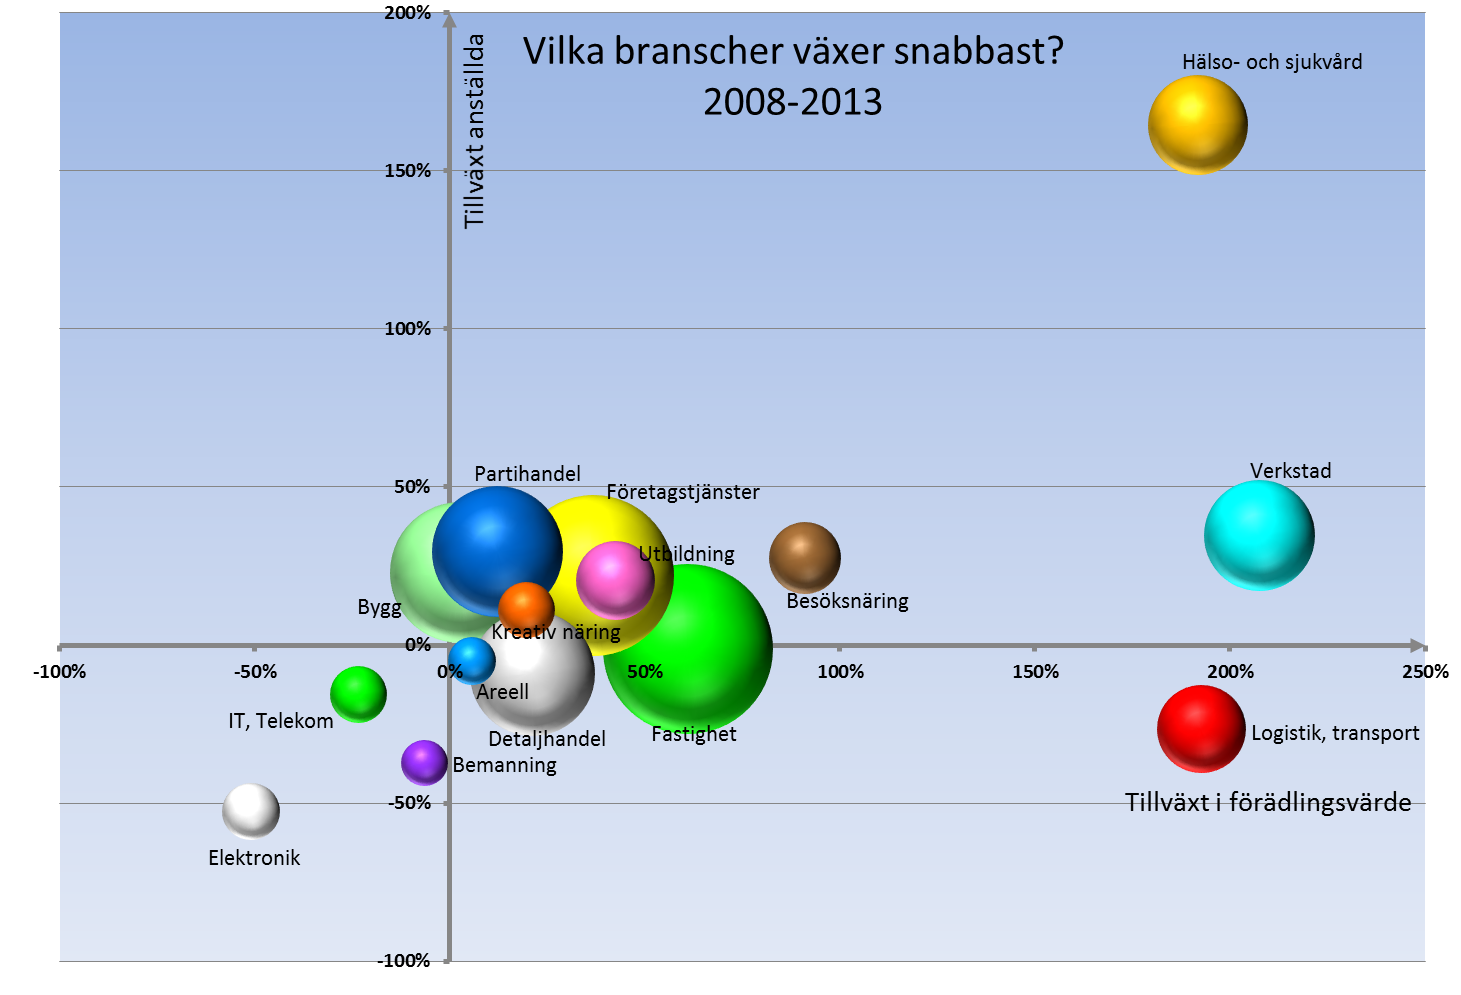 Vilka branscher växer snabbast?
2008-2013
Tillväxt anställda
200%
150%
100%
50%
0%
-50%
-100%
Hälso- och sjukvård
Partihandel
Företagstjänster
Verkstad
Utbildning
Besöksnäring
Bygg
Kreativ näring
-100%
-50%
0%
50%
100%
150%
200%
250%
Areell
IT, Telekom
Detaljhandel
Fastighet
Logistik, transport
Bemanning
Tillväxt i förädlingsvärde
Elektronik